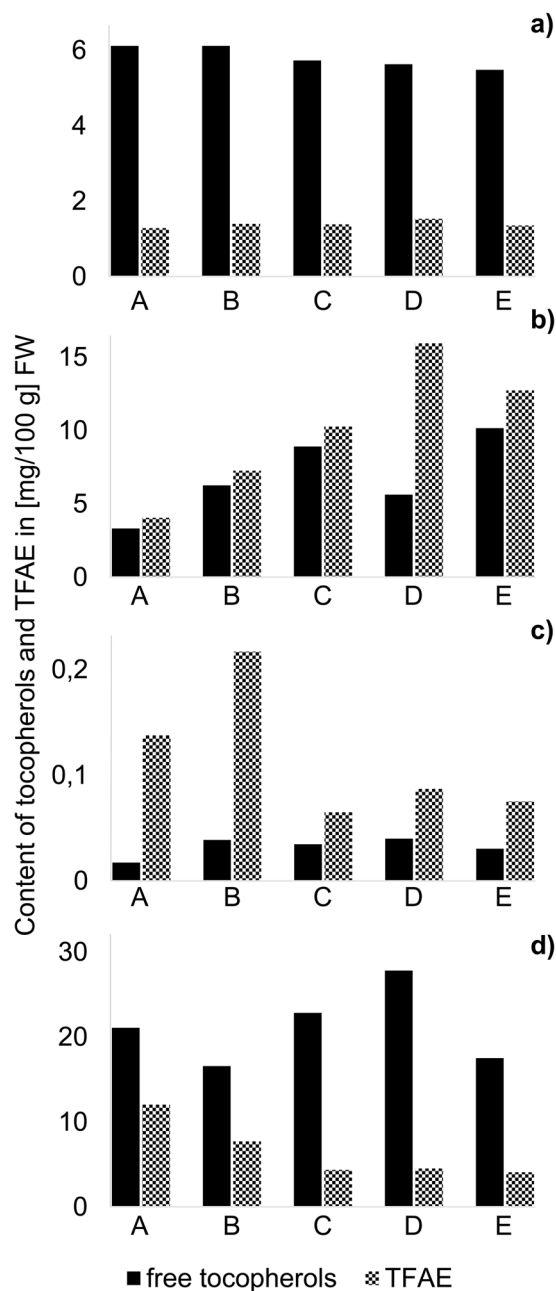 Content of tocopherols and TFAE in [mg/100 g] FW
a)
6
4
2
0
A B C D E
b)
15
10
5
0
A B C D E
c)
0,2
0,1
0
A B C D E
d)
30
20
10
0
A B C D E
free tocopherols TFAE